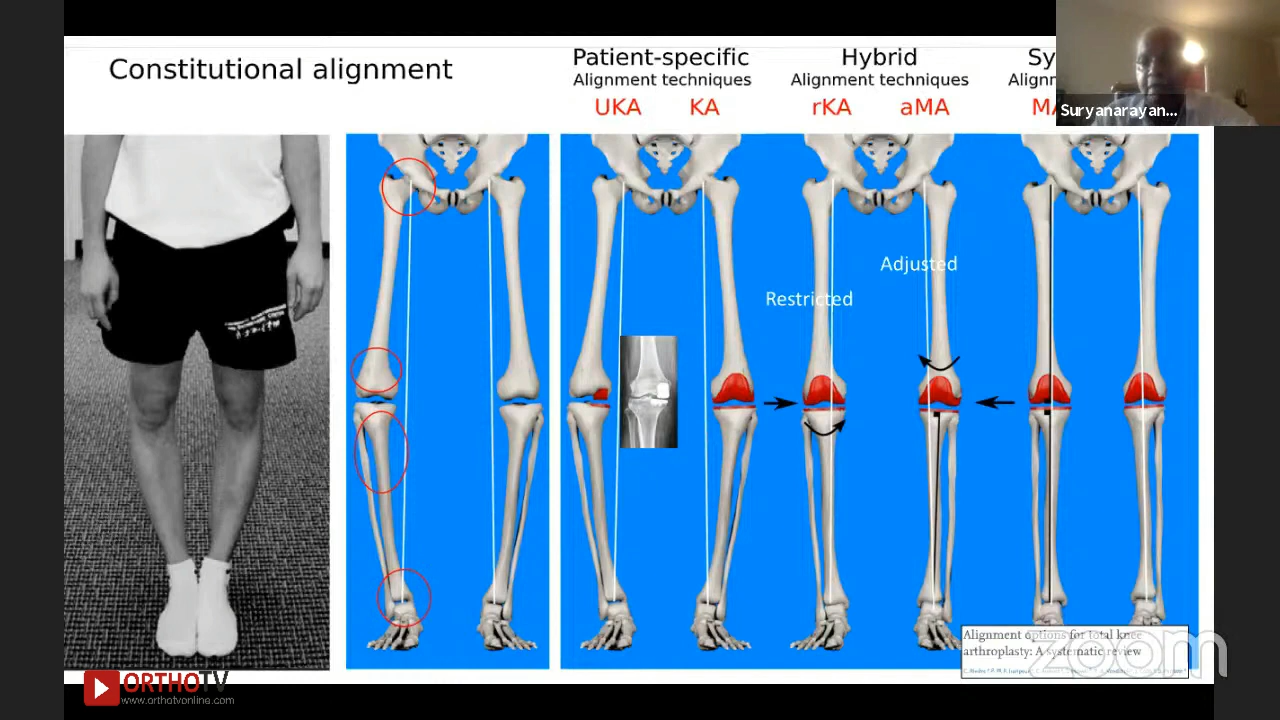 Constitutional alignment
Patient-specific
Alignment techniques
UKA KA
Hybrid
Alignment techniques
rKA aMA
Sy
Alignm
MA
Suryanarayan...
Adjusted
Restricted
Alignment options for total knee
arthroplasty: A systematic review
zoom
ORTHOTV
www.orthotvonline.com